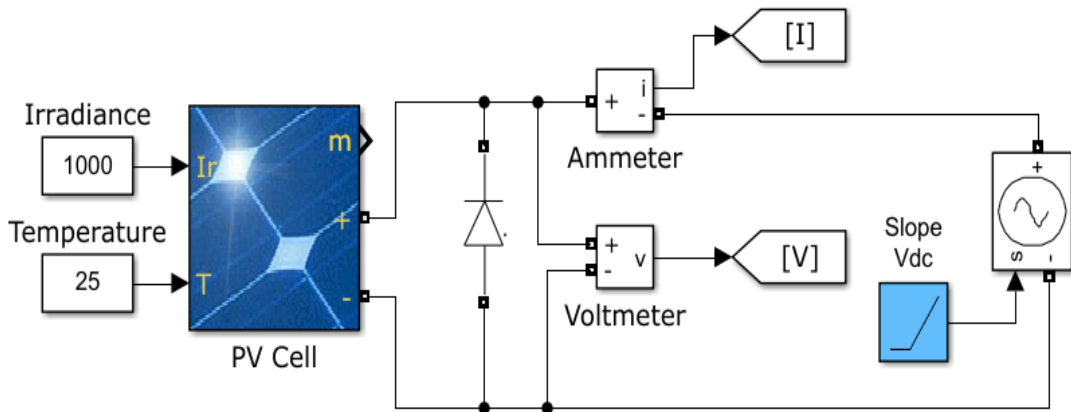 Irradiance
1000
Temperature
25
Ir
T
m
+
-
PV Cell
+
i
-
Ammeter
[I]
+
-
v
Voltmeter
[V]
Slope
Vdc
+
s
-